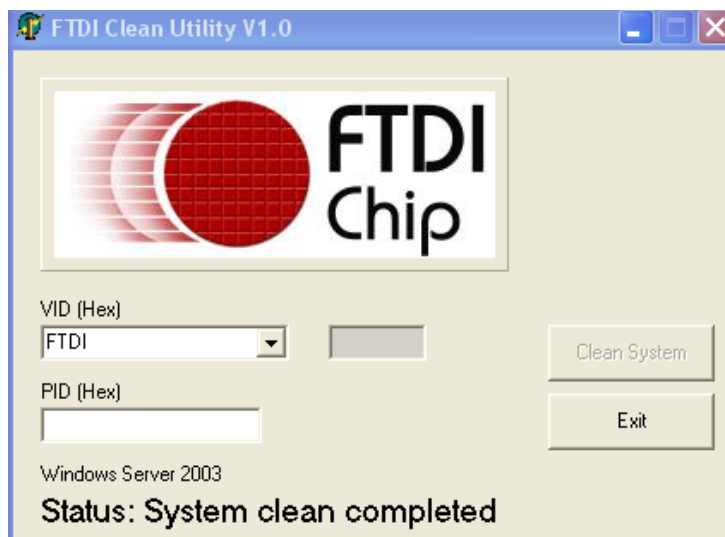 FTDI Clean Utility V1.0
FTDI
Chip
VID (Hex)
FTDI
Clean System
PID (Hex)
Exit
Windows Server 2003
Status: System clean completed